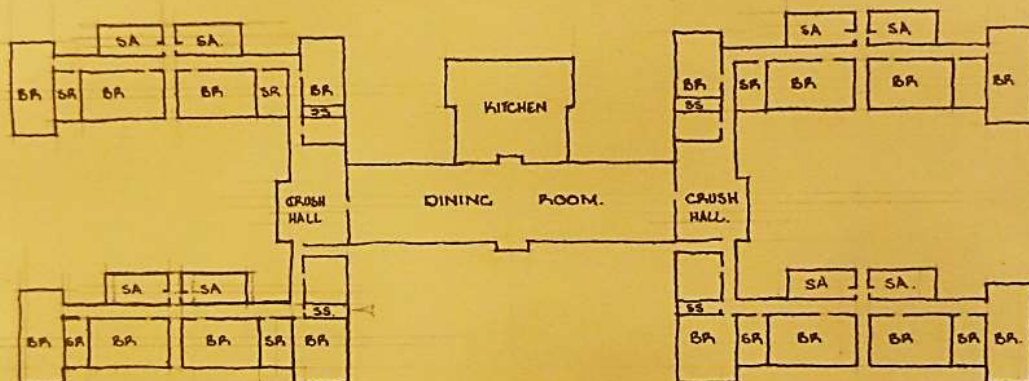 SA SA.
BR SR BR BR SR BR
SS
KITCHEN
SA SA.
BR SR BR BR BR
SS
CRUSH
HALL
DINING ROOM.
CRUSH
HALL.
SA SA
BR SR BR BR SR BR
SS.
SA SA.
BR SR BR BR SR BR.
SS